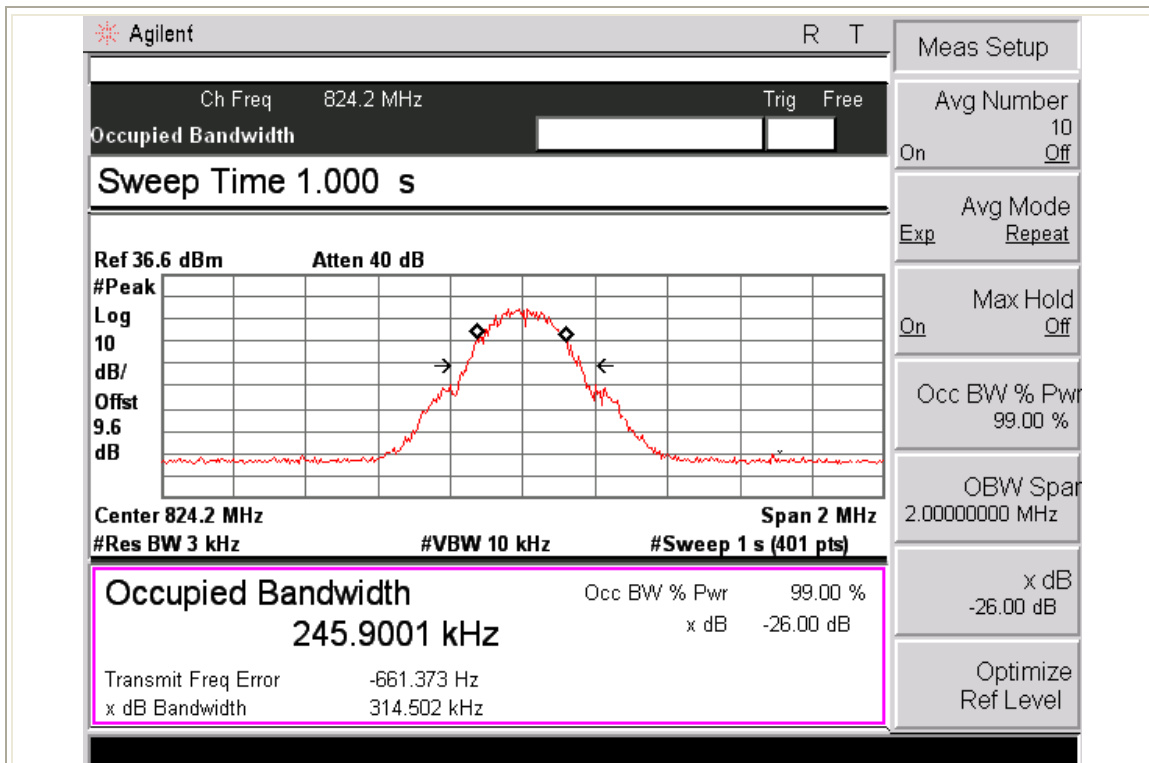 Agilent R T
Ch Freq 824.2 MHz Trig Free
Occupied Bandwidth
Sweep Time 1.000 s
Ref 36.6 dBm Atten 40 dB
#Peak
Log
10
dB/
Offst
9.6
dB
Center 824.2 MHz Span 2 MHz
#Res BW 3 kHz #VBW 10 kHz #Sweep 1 s (401 pts)
Occupied Bandwidth
245.9001 kHz
Occ BW % Pwr 99.00 %
x dB -26.00 dB
Transmit Freq Error -661.373 Hz
x dB Bandwidth 314.502 kHz
Meas Setup
Avg Number
10
On Off
Avg Mode
Exp Repeat
Max Hold
On Off
Occ BW % Pwr
99.00 %
OBW Span
2.00000000 MHz
x dB
-26.00 dB
Optimize
Ref Level